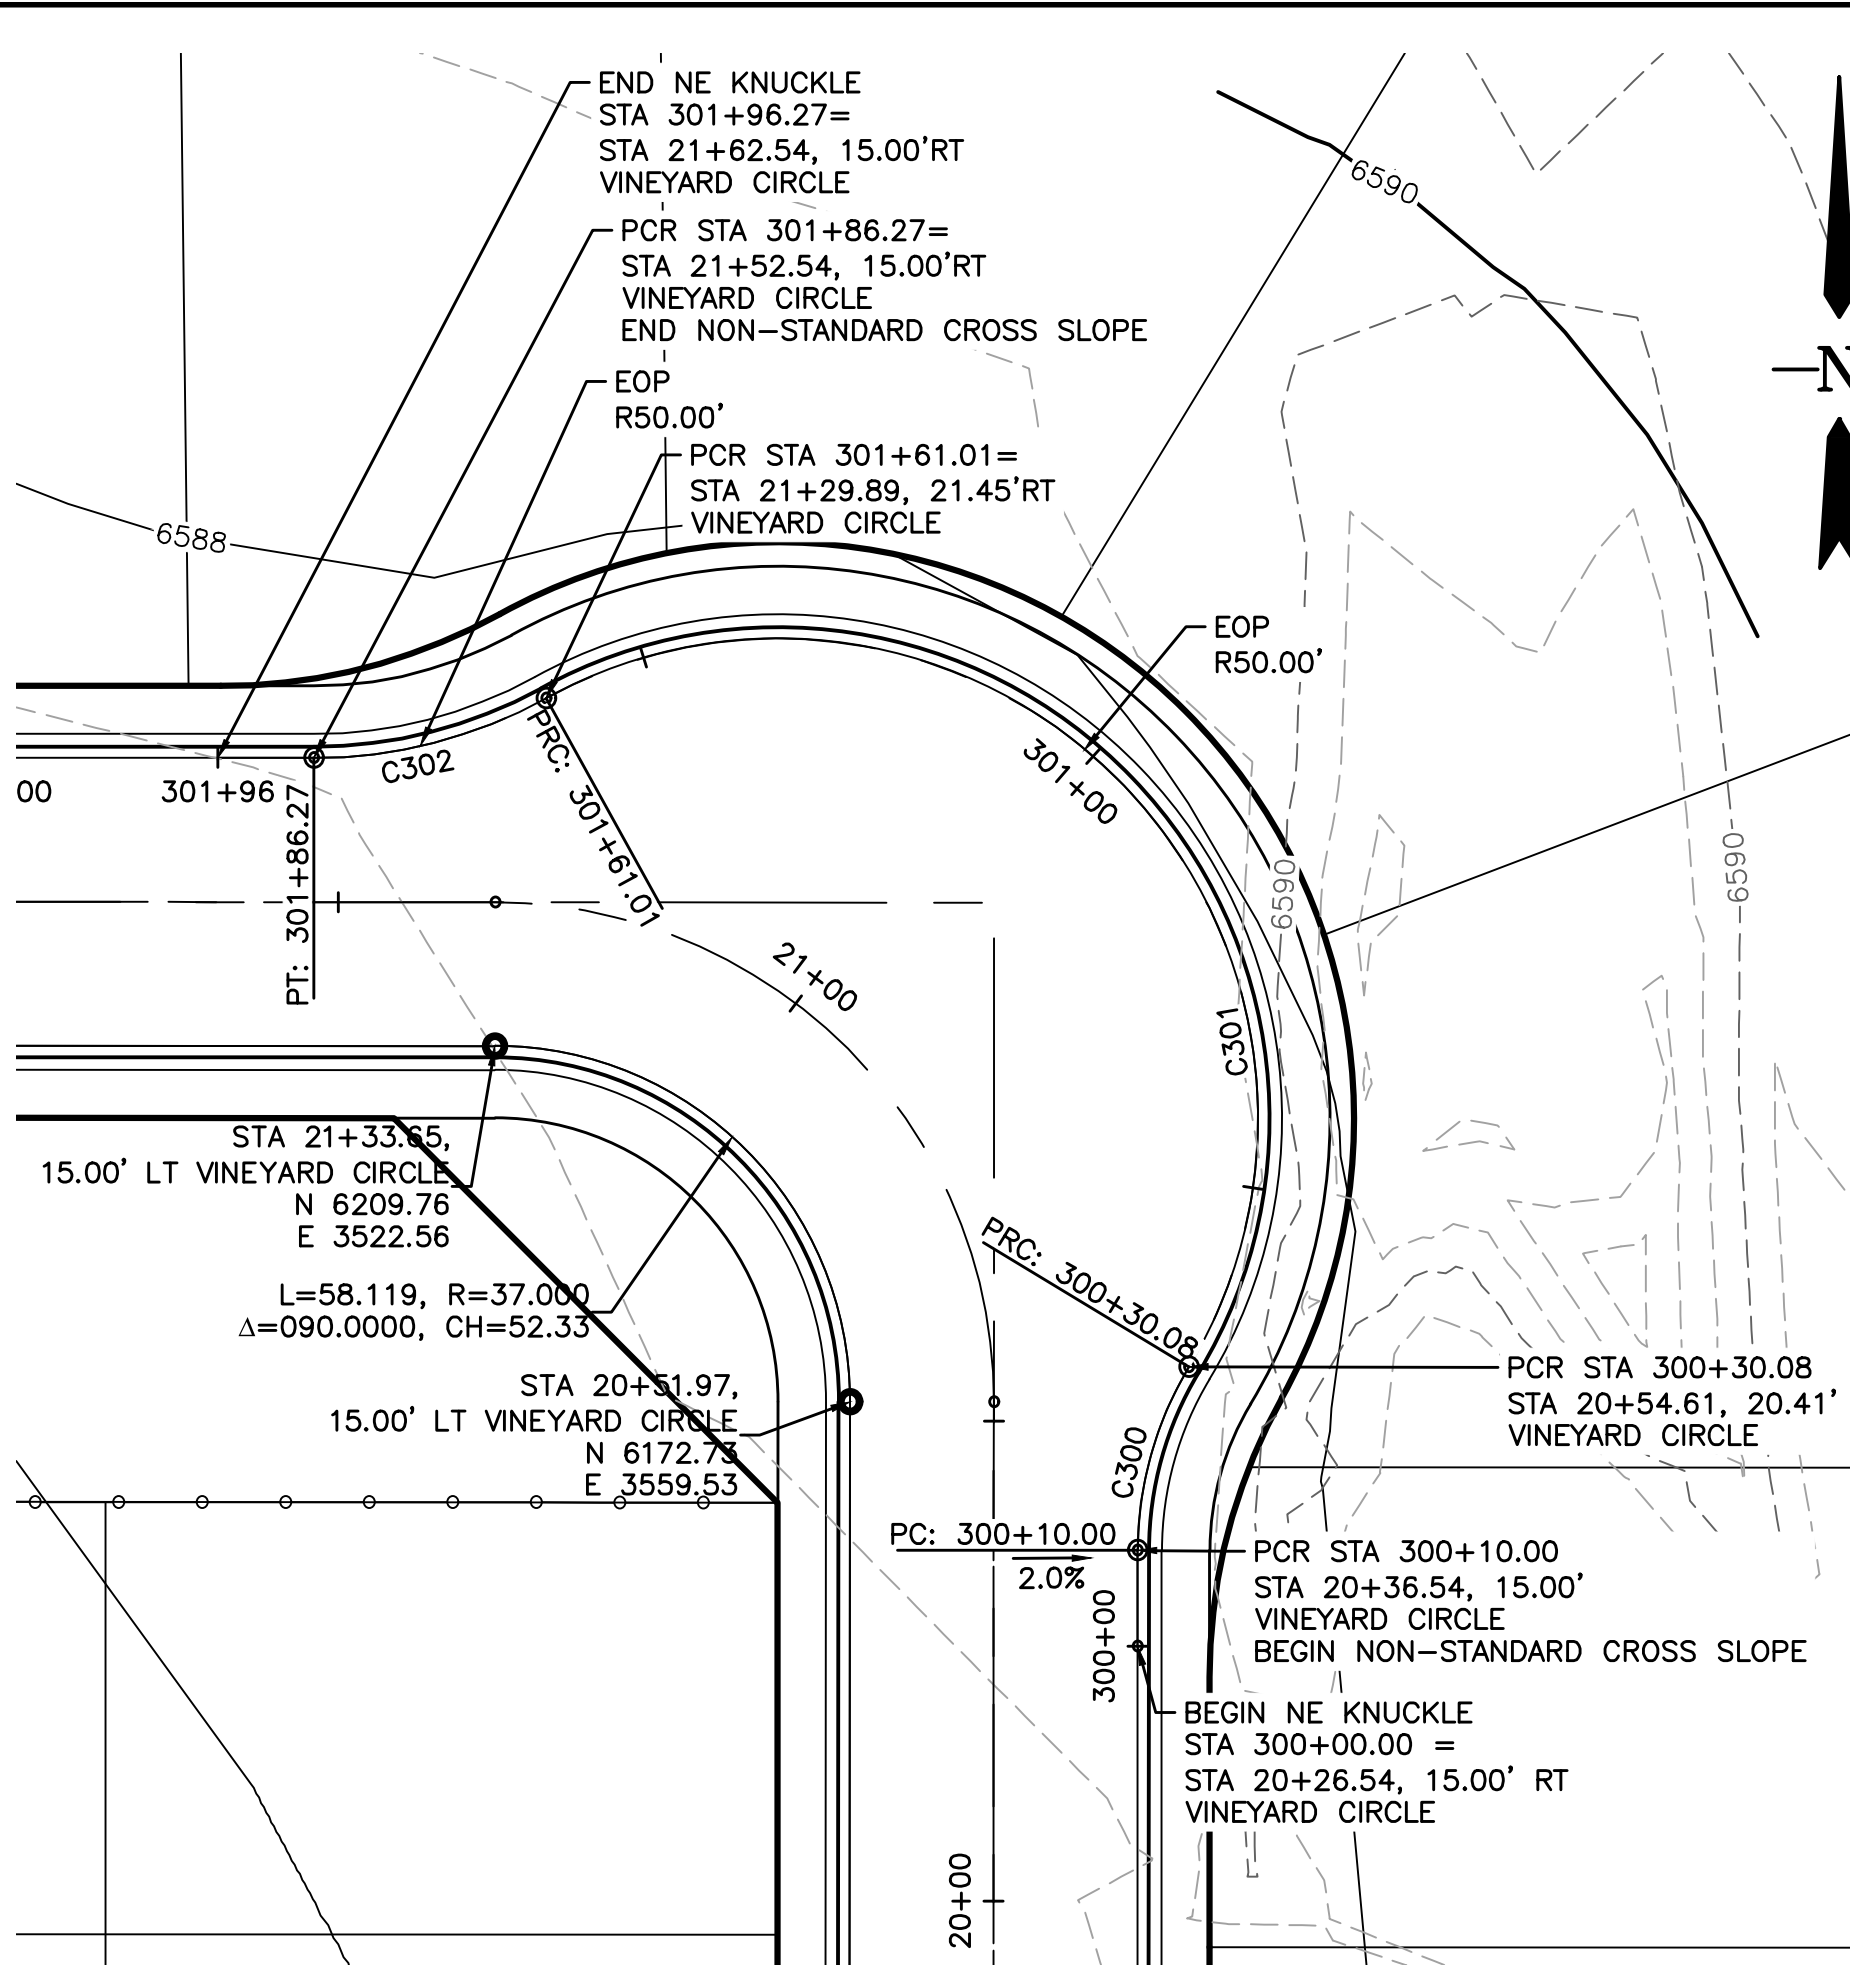 END NE KNUCKLE
STA 301+96.27=
STA 21+62.54, 15.00'RT
VINEYARD CIRCLE
PCR STA 301+86.27=
STA 21+52.54, 15.00'RT
VINEYARD CIRCLE
END NON-STANDARD CROSS SLOPE
EOP
R50.00'
PCR STA 301+61.01=
STA 21+29.89, 21.45'RT
VINEYARD CIRCLE
6590
N
6588
EOP
R50.00'
C302
00
301+96
PT: 301+86.27
PRC: 301+61.01
301+00
6590
6590
21+00
C301
STA 21+33.65,
15.00' LT VINEYARD CIRCLE
N 6209.76
E 3522.56
L=58.119, R=37.000
Δ=090.0000, CH=52.33
PRC: 300+30.08
PCR STA 300+30.08
STA 20+54.61, 20.41'
VINEYARD CIRCLE
STA 20+51.97,
15.00' LT VINEYARD CIRCLE
N 6172.73
E 3559.53
C300
PC: 300+10.00
2.0%
PCR STA 300+10.00
STA 20+36.54, 15.00'
VINEYARD CIRCLE
BEGIN NON-STANDARD CROSS SLOPE
300+00
BEGIN NE KNUCKLE
STA 300+00.00 =
STA 20+26.54, 15.00' RT
VINEYARD CIRCLE
20+00